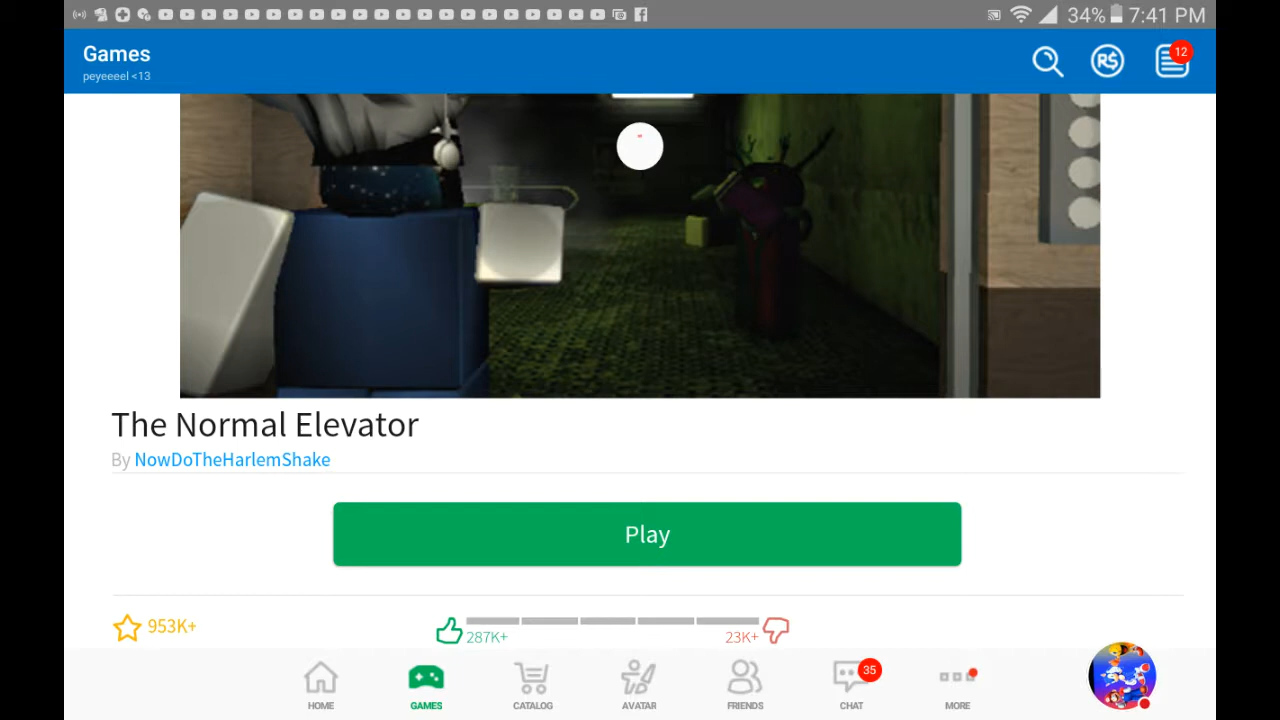 34% 7:41 PM
Games
peyeeeel <13
R$
12
The Normal Elevator
By NowDoTheHarlemShake
Play
953K+
287K+
23K+
35
HOME
GAMES
CATALOG
AVATAR
FRIENDS
CHAT
MORE